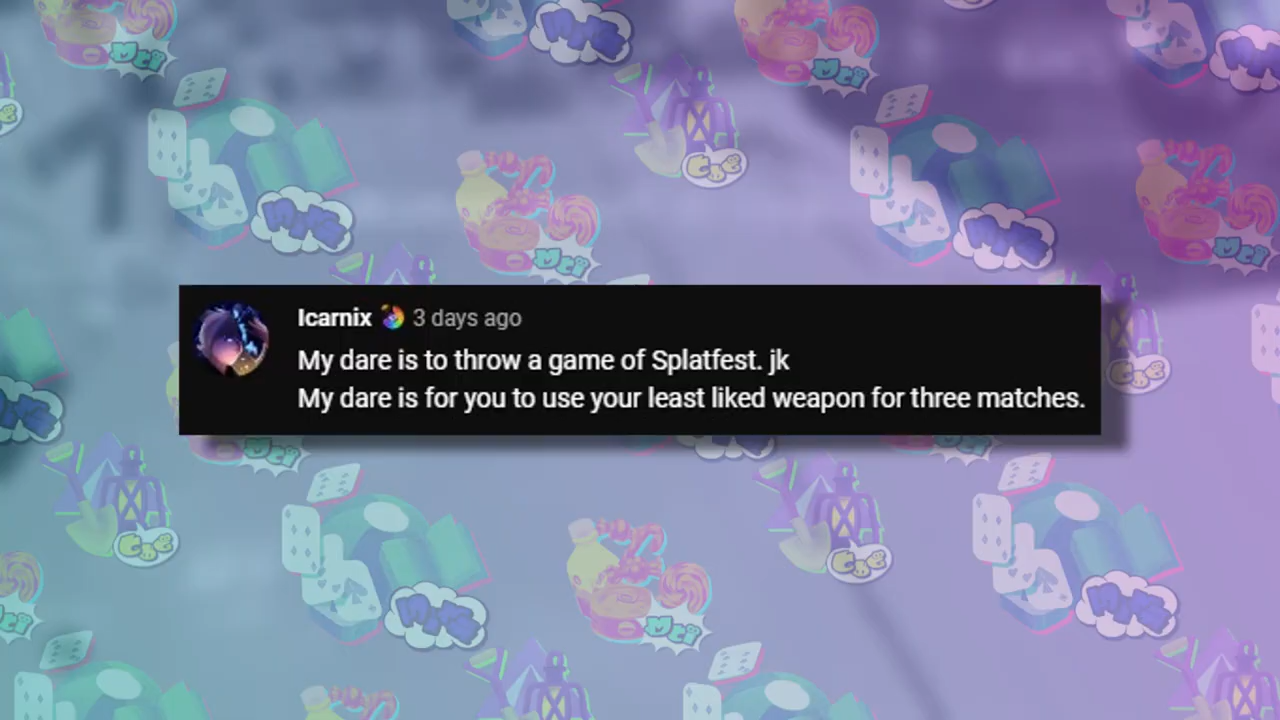 Icarnix 3 days ago
My dare is to throw a game of Splatfest. jk
My dare is for you to use your least liked weapon for three matches.